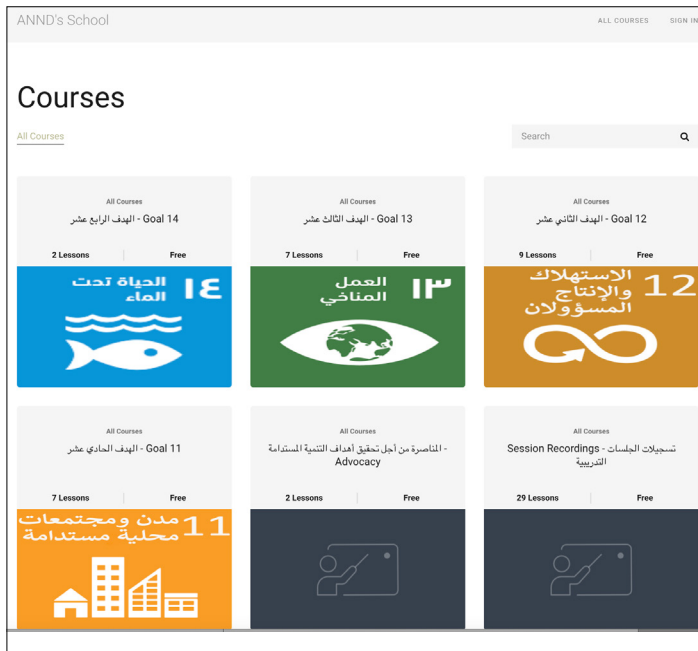 ANND's School
ALL COURSES SIGN IN
Courses
All Courses
Search
All Courses
Goal 14 - الهدف الرابع عشر
2 Lessons Free
١٤ الحياة تحت
الماء
All Courses
Goal 13 - الهدف الثالث عشر
7 Lessons Free
١٣ العمل
المناخي
All Courses
Goal 12 - الهدف الثاني عشر
9 Lessons Free
12 الاستهلاك
والإنتاج
المسؤولان
All Courses
Goal 11 - الهدف الحادي عشر
7 Lessons Free
11 مدن ومجتمعات
محلية مستدامة
All Courses
المناصرة من أجل تحقيق أهداف التنمية المستدامة -
Advocacy
2 Lessons Free
All Courses
Session Recordings - تسجيلات الجلسات
التدريبية
29 Lessons Free